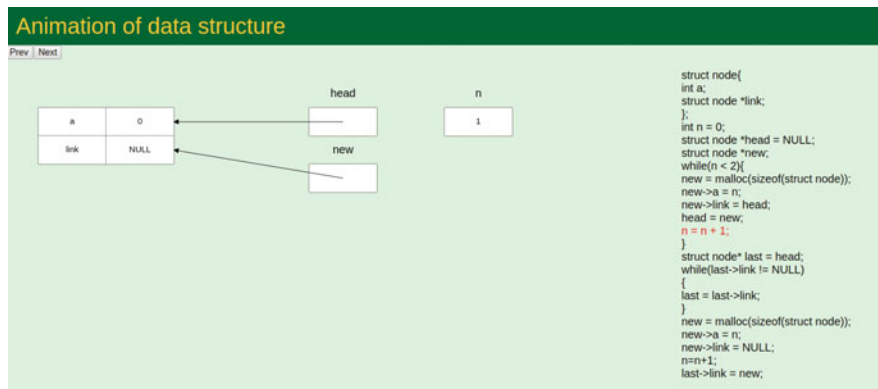 Animation of data structure
Prev Next
head n
a 0 1
link NULL new
struct node{
int a;
struct node *link;
};
int n = 0;
struct node *head = NULL;
struct node *new;
while(n < 2){
new = malloc(sizeof(struct node));
new->a = n;
new->link = head;
head = new;
n = n + 1;
}
struct node* last = head;
while(last->link != NULL)
{
last = last->link;
}
new = malloc(sizeof(struct node));
new->a = n;
new->link = NULL;
n=n+1;
last->link = new;